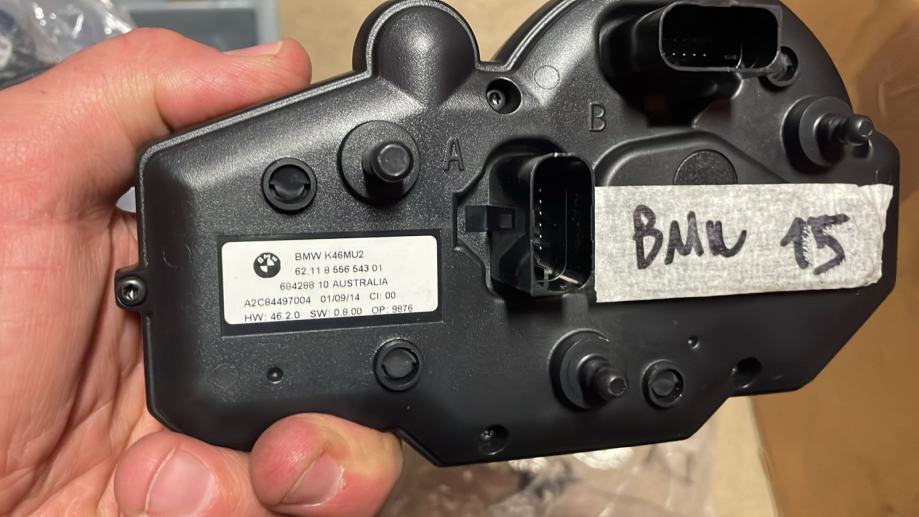 B
A
BMW 15
BMW K46MU2
62.11 8 556 543 01
684288 10 AUSTRALIA
A2C84497004 01/09/14 CI: 00
HW: 46.2.0 SW: 0.8.00 OP: 9876